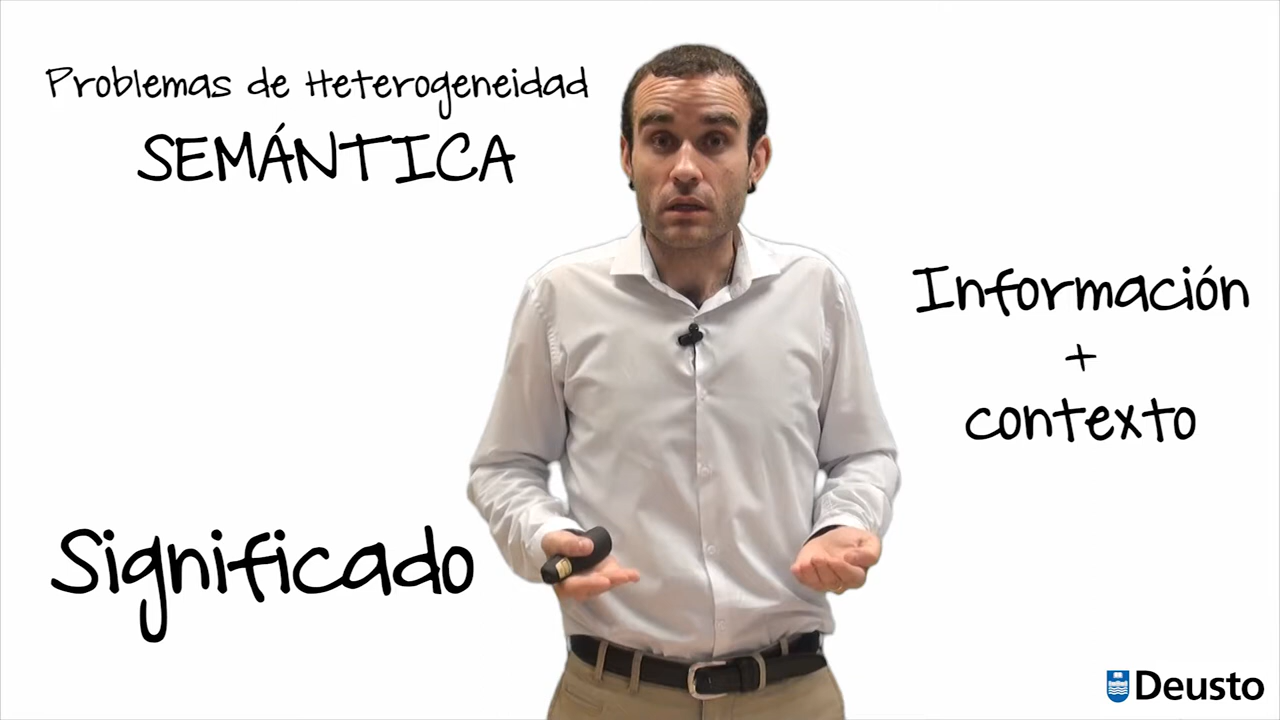 Problemas de Heterogeneidad
SEMÁNTICA
Información
+
contexto
Significado
Deusto